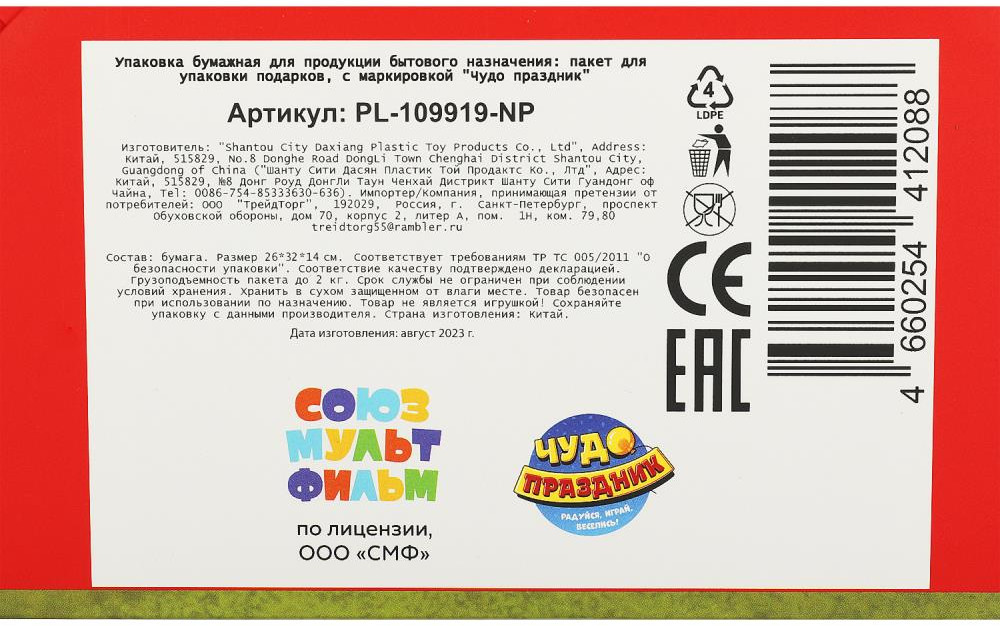 Упаковка бумажная для продукции бытового назначения: пакет для
упаковки подарков, с маркировкой "Чудо праздник"
Артикул: PL-109919-NP
Изготовитель: "Shantou City Daxiang Plastic Toy Products Co., Ltd", Address:
Китай, 515829, No.8 Donghe Road DongLi Town Chenghai District Shantou City,
Guangdong of China ("Шанту Сити Дасян Пластик Той Продактс Ко., Лтд", Адрес:
Китай, 515829, №8 Донг Роуд ДонгЛи Таун Ченхай Дистрикт Шанту Сити Гуандонг оф
Чайна, Tel: 0086-754-85333630-636). Импортер/Компания, принимающая претензии от
потребителей: ООО "ТрейдТорг", 192029, Россия, г. Санкт-Петербург, проспект
Обуховской обороны, дом 70, корпус 2, литер А, пом. 1Н, ком. 79,80
treidtorg55@rambler.ru
Состав: бумага. Размер 26*32*14 см. Соответствует требованиям ТР ТС 005/2011 "О
безопасности упаковки". Соответствие качеству подтверждено декларацией.
Грузоподъемность пакета до 2 кг. Срок службы не ограничен при соблюдении
условий хранения. Хранить в сухом защищенном от влаги месте. Товар безопасен
при использовании по назначению. Товар не является игрушкой! Сохраняйте
упаковку с данными производителя. Страна изготовления: Китай.
Дата изготовления: август 2023 г.
СОЮЗ
МУЛЬТ
ФИЛЬМ
по лицензии,
ООО «СМФ»
ЧУДО
ПРАЗДНИК
РАДУЙСЯ, ИГРАЙ,
ВЕСЕЛИСЬ!
4
LDPE
CE
EAC
4 660254 412088